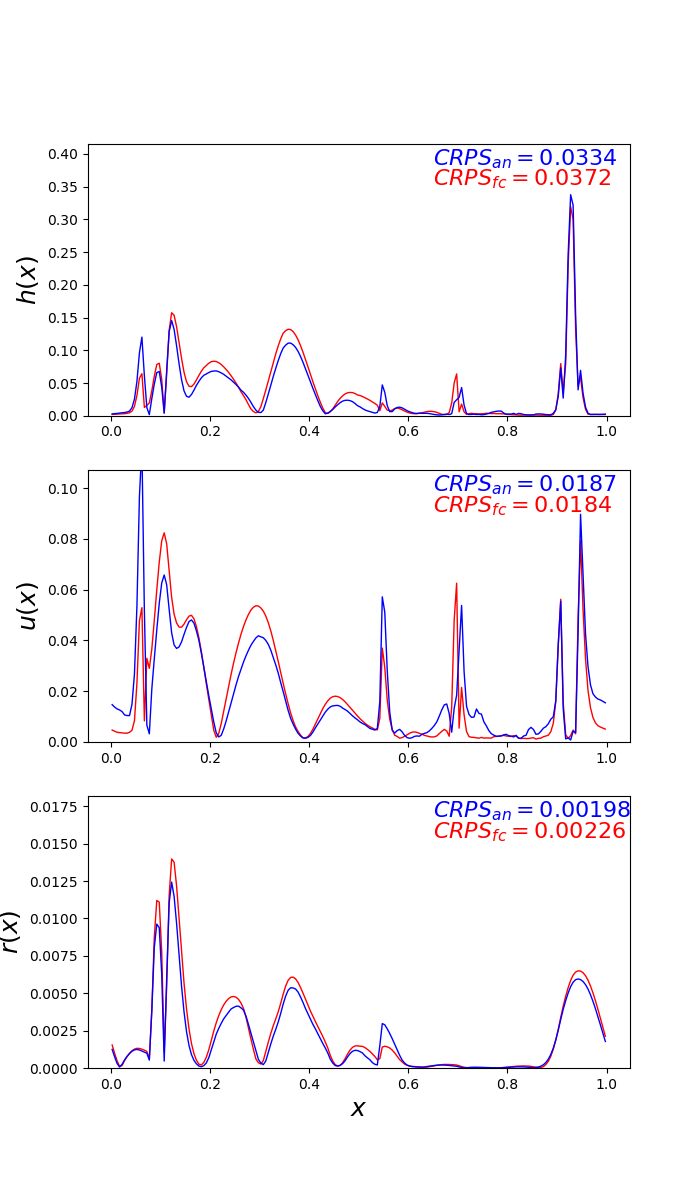 CRPS_an = 0.0334
CRPS_fc = 0.0372
0.40
0.35
0.30
0.25
0.20
0.15
0.10
0.05
0.00
h(x)
0.0 0.2 0.4 0.6 0.8 1.0
CRPS_an = 0.0187
CRPS_fc = 0.0184
0.10
0.08
0.06
0.04
0.02
0.00
u(x)
0.0 0.2 0.4 0.6 0.8 1.0
CRPS_an = 0.00198
CRPS_fc = 0.00226
0.0175
0.0150
0.0125
0.0100
0.0075
0.0050
0.0025
0.0000
r(x)
0.0 0.2 0.4 0.6 0.8 1.0
x